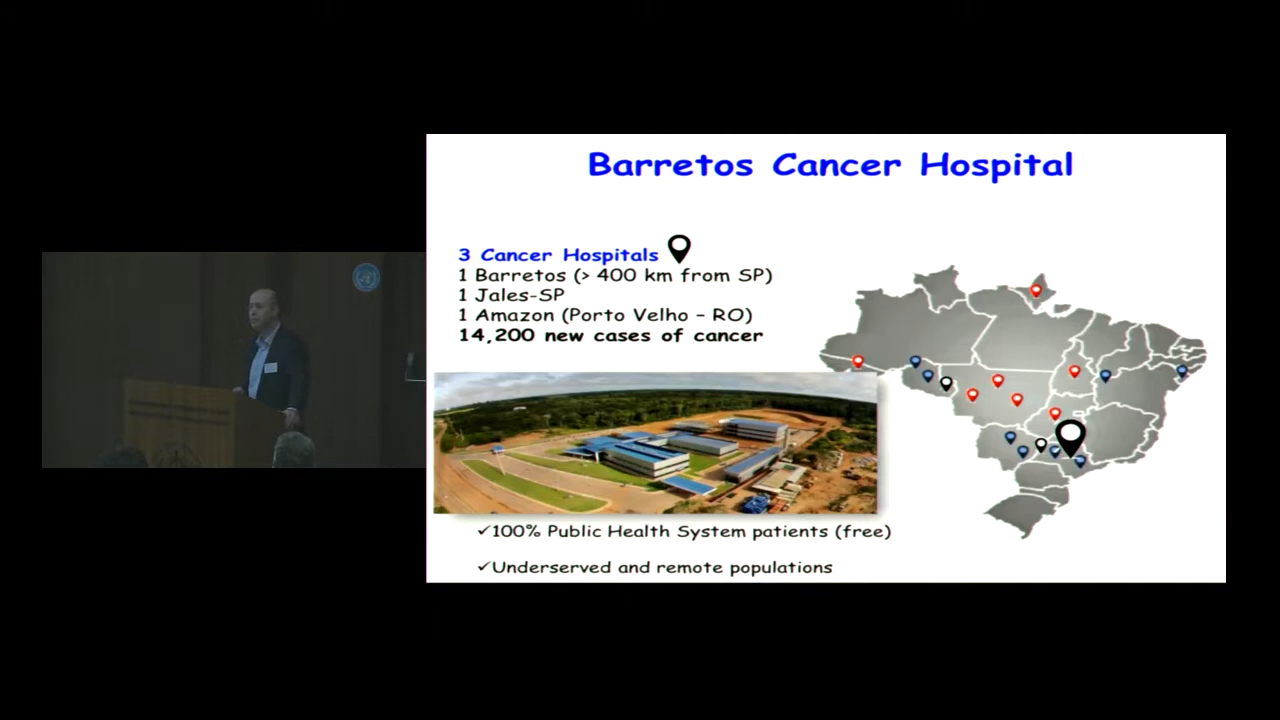 Barretos Cancer Hospital
3 Cancer Hospitals
1 Barretos (> 400 km from SP)
1 Jales-SP
1 Amazon (Porto Velho – RO)
14,200 new cases of cancer
✓100% Public Health System patients (free)
✓Underserved and remote populations